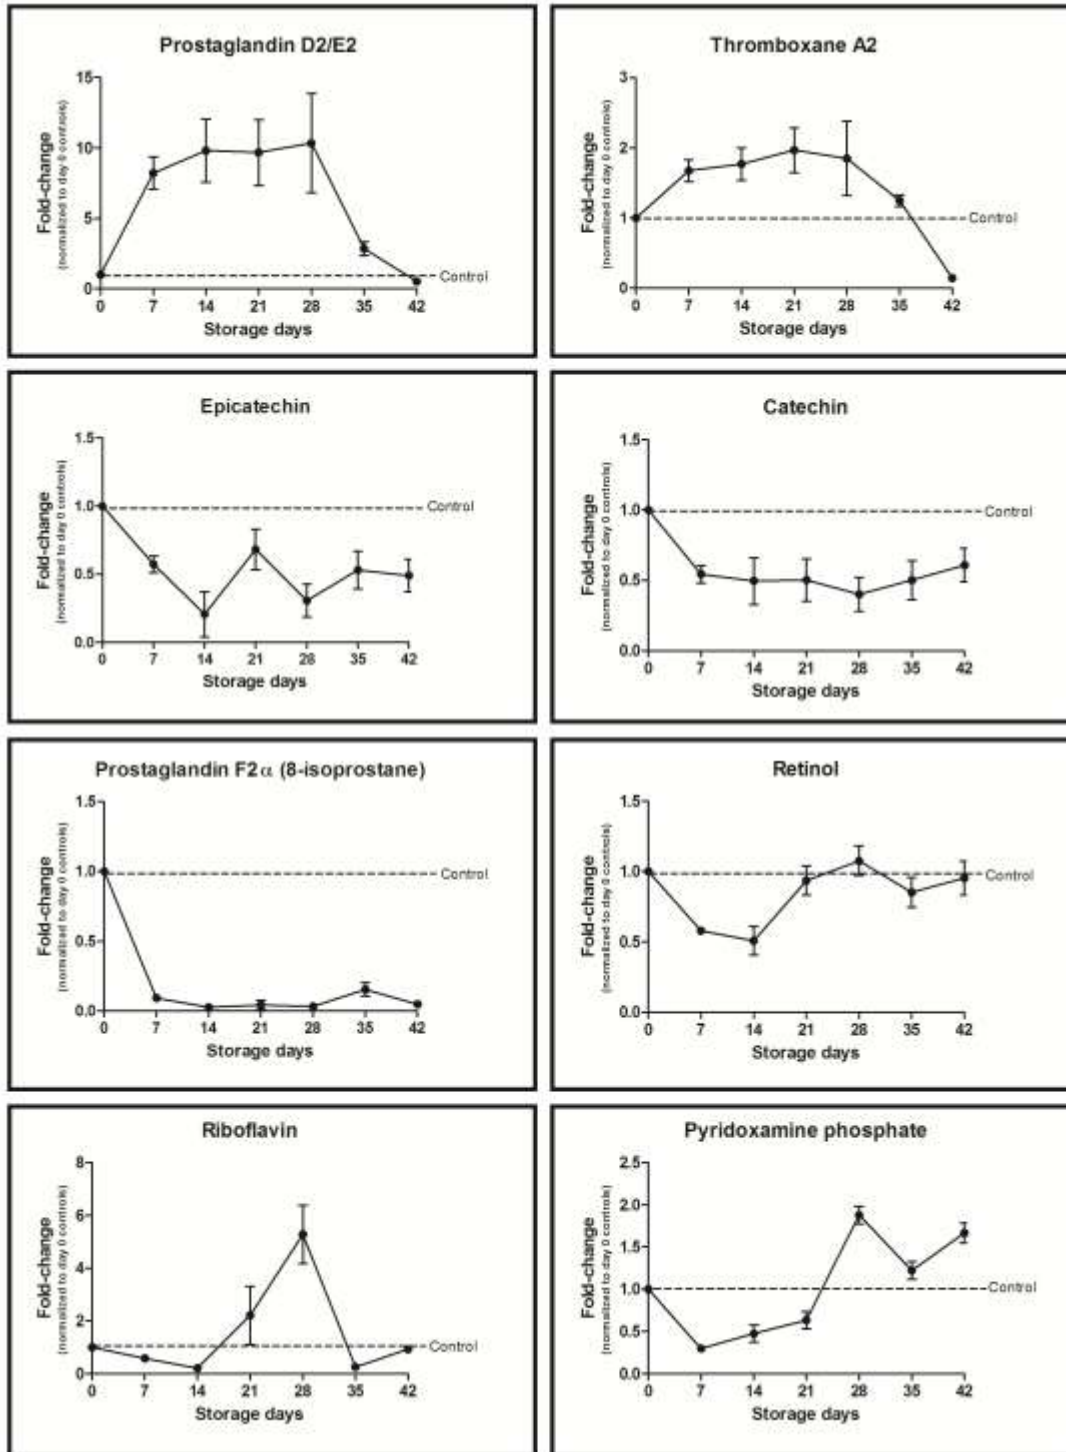 Prostaglandin D2/E2
Fold-change
(normalized to day 0 controls)
15
10
5
0
Control
0 7 14 21 28 35 42
Storage days
Thromboxane A2
Fold-change
(normalized to day 0 controls)
3
2
1
0
Control
0 7 14 21 28 35 42
Storage days
Epicatechin
Fold-change
(normalized to day 0 controls)
1.5
1.0
0.5
0.0
Control
0 7 14 21 28 35 42
Storage days
Catechin
Fold-change
(normalized to day 0 controls)
1.5
1.0
0.5
0.0
Control
0 7 14 21 28 35 42
Storage days
Prostaglandin F2α (8-isoprostane)
Fold-change
(normalized to day 0 controls)
1.5
1.0
0.5
0.0
Control
0 7 14 21 28 35 42
Storage days
Retinol
Fold-change
(normalized to day 0 controls)
1.5
1.0
0.5
0.0
Control
0 7 14 21 28 35 42
Storage days
Riboflavin
Fold-change
(normalized to day 0 controls)
8
6
4
2
0
Control
0 7 14 21 28 35 42
Storage days
Pyridoxamine phosphate
Fold-change
(normalized to day 0 controls)
2.5
2.0
1.5
1.0
0.5
0.0
Control
0 7 14 21 28 35 42
Storage days